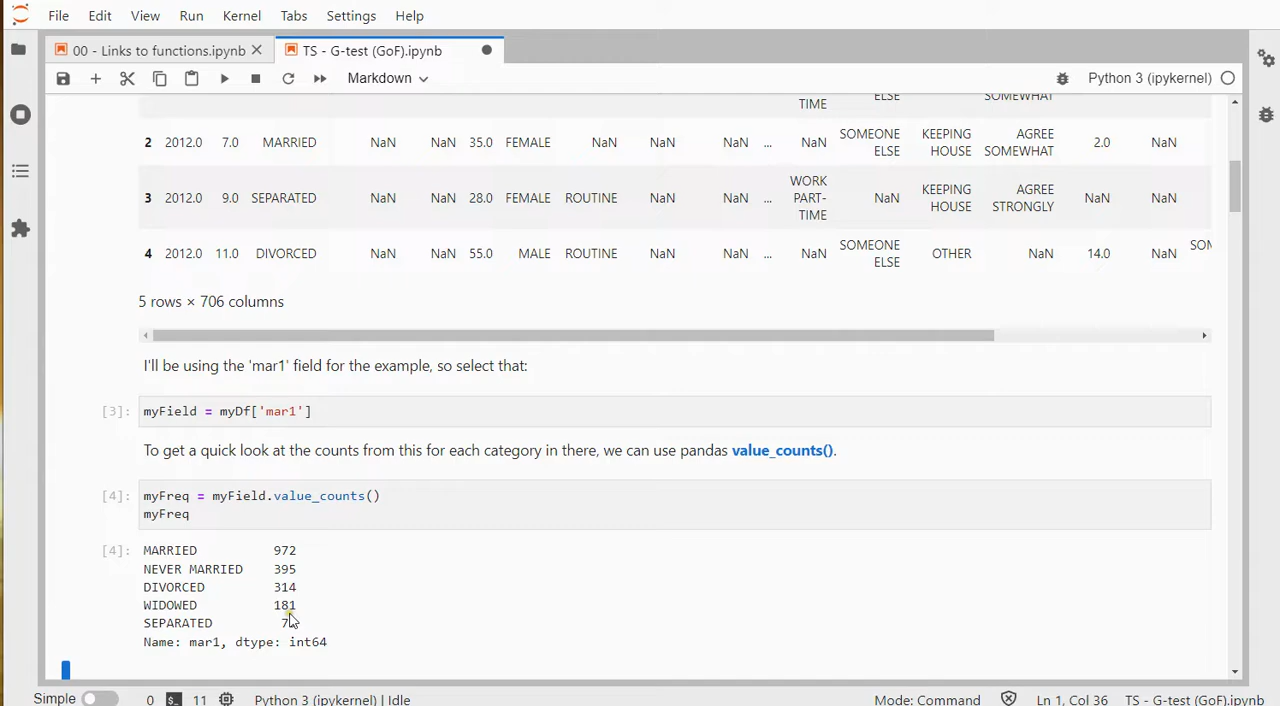 File Edit View Run Kernel Tabs Settings Help
00 - Links to functions.ipynb TS - G-test (GoF).ipynb
Markdown Python 3 (ipykernel)
TIME ELSE SOMEWHAT
2 2012.0 7.0 MARRIED NaN NaN 35.0 FEMALE NaN NaN NaN ... NaN SOMEONE ELSE KEEPING HOUSE AGREE SOMEWHAT 2.0 NaN
3 2012.0 9.0 SEPARATED NaN NaN 28.0 FEMALE ROUTINE NaN NaN ... WORK PART-TIME NaN KEEPING HOUSE AGREE STRONGLY NaN NaN
4 2012.0 11.0 DIVORCED NaN NaN 55.0 MALE ROUTINE NaN NaN ... NaN SOMEONE ELSE OTHER NaN 14.0 NaN
5 rows × 706 columns
I'll be using the 'mar1' field for the example, so select that:
[3]: myField = myDf['mar1']
To get a quick look at the counts from this for each category in there, we can use pandas value_counts().
[4]: myFreq = myField.value_counts()
myFreq
[4]: MARRIED 972
NEVER MARRIED 395
DIVORCED 314
WIDOWED 181
SEPARATED
Name: mar1, dtype: int64
Simple 0 11 Python 3 (ipykernel) | Idle Mode: Command Ln 1, Col 36 TS - G-test (GoF).ipynb